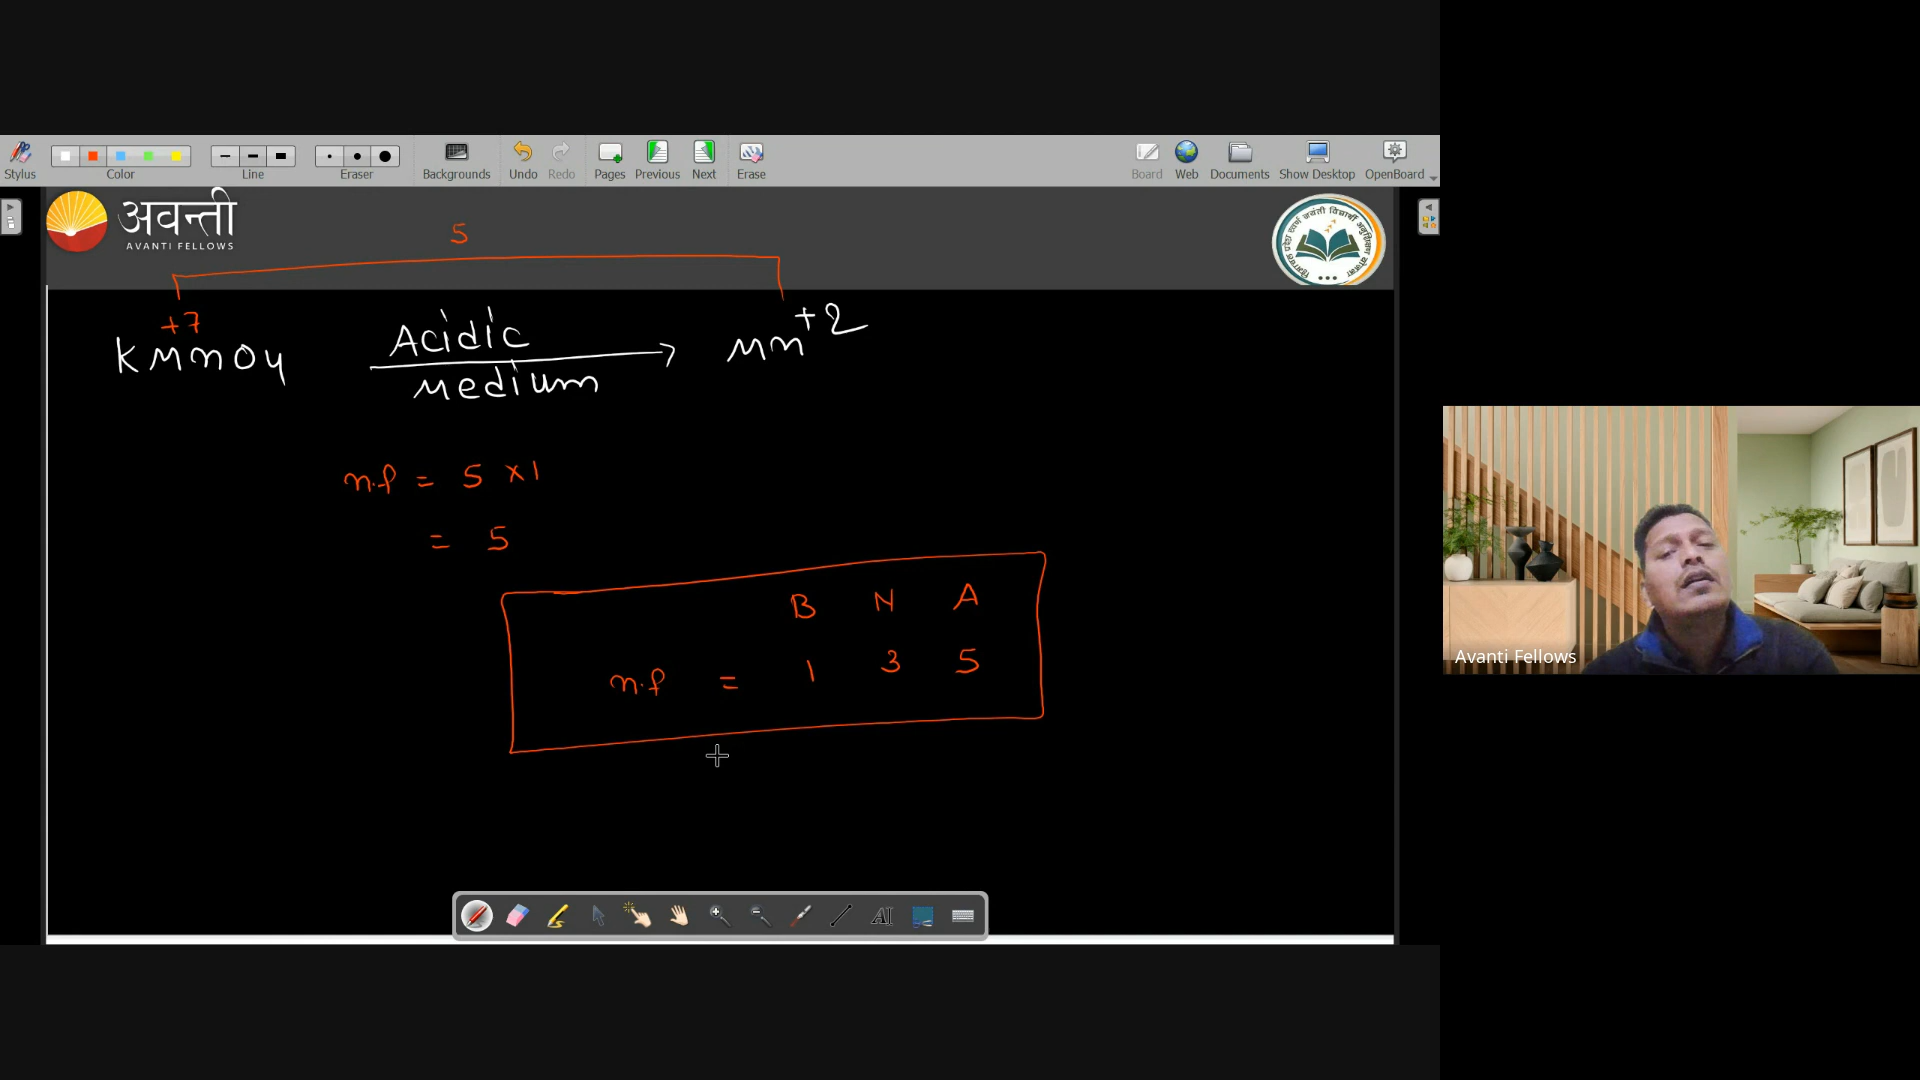 Stylus Color Line Eraser Backgrounds Undo Redo Pages Previous Next Erase Board Web Documents Show Desktop OpenBoard
अवन्ती
AVANTI FELLOWS
5
+7
KMnO4 Acidic medium → Mn+2
n.f = 5 × 1
= 5
B N A
n.f = 1 3 5
Avanti Fellows